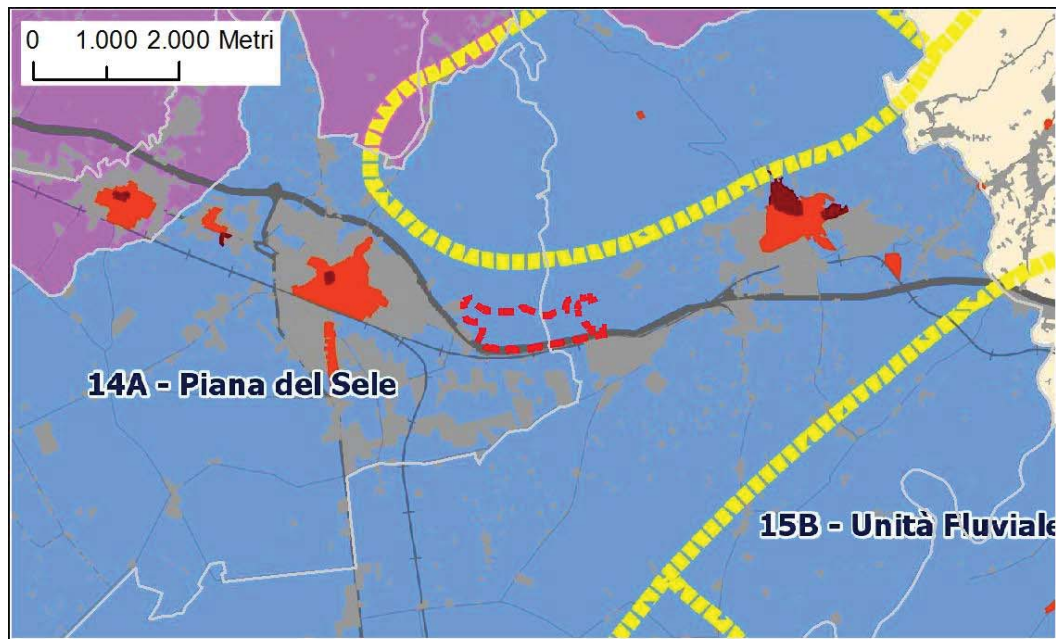 0 1.000 2.000 Metri
14A - Piana del Sele
15B - Unità Fluviale